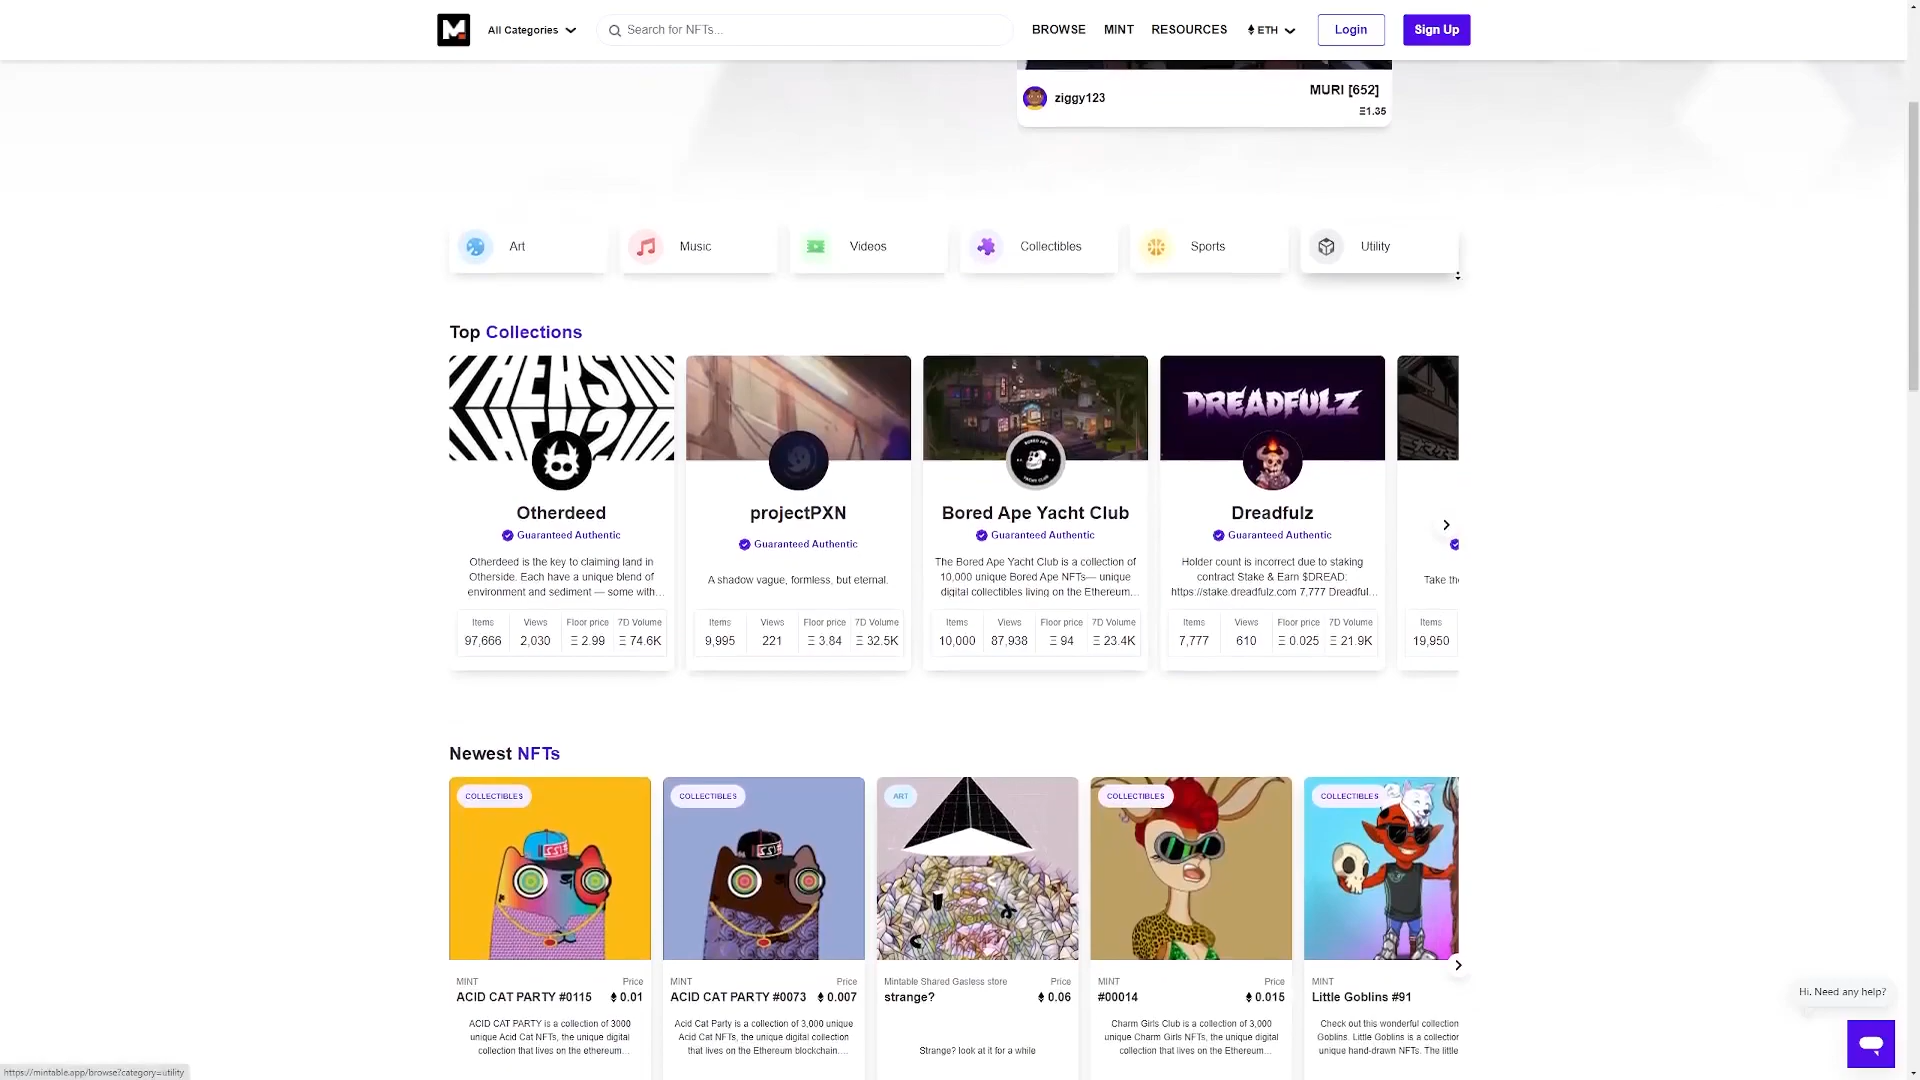 All Categories
Search for NFTs...
BROWSE
MINT
RESOURCES
ETH
Login
Sign Up
ziggy123
MURI [652]
Ξ1.35
Art
Music
Videos
Collectibles
Sports
Utility
Top Collections
Otherdeed
Guaranteed Authentic
Otherdeed is the key to claiming land in
Otherside. Each have a unique blend of
environment and sediment — some with...
Items Views Floor price 7D Volume
97,666 2,030 Ξ 2.99 Ξ 74.6K
projectPXN
Guaranteed Authentic
A shadow vague, formless, but eternal.
Items Views Floor price 7D Volume
9,995 221 Ξ 3.84 Ξ 32.5K
BORED APE
YACHT CLUB
Bored Ape Yacht Club
Guaranteed Authentic
The Bored Ape Yacht Club is a collection of
10,000 unique Bored Ape NFTs— unique
digital collectibles living on the Ethereum...
Items Views Floor price 7D Volume
10,000 87,938 Ξ 94 Ξ 23.4K
DREADFULZ
Dreadfulz
Guaranteed Authentic
Holder count is incorrect due to staking
contract Stake & Earn $DREAD:
https://stake.dreadfulz.com 7,777 Dreadful...
Items Views Floor price 7D Volume
7,777 610 Ξ 0.025 Ξ 21.9K
Take
Items
19,950
Newest NFTs
COLLECTIBLES
MINT Price
ACID CAT PARTY #0115 0.01
ACID CAT PARTY is a collection of 3000
unique Acid Cat NFTs, the unique digital
collection that lives on the ethereum...
COLLECTIBLES
MINT Price
ACID CAT PARTY #0073 0.007
Acid Cat Party is a collection of 3,000 unique
Acid Cat NFTs, the unique digital collection
that lives on the Ethereum blockchain....
ART
Mintable Shared Gasless store Price
strange? 0.06
Strange? look at it for a while
COLLECTIBLES
MINT Price
#00014 0.015
Charm Girls Club is a collection of 3,000
unique Charm Girls NFTs, the unique digital
collection that lives on the Ethereum...
COLLECTIBLES
MINT
Little Goblins #91
Check out this wonderful collection
Goblins. Little Goblins is a collection
unique hand-drawn NFTs. The little
Hi. Need any help?
https://mintable.app/browse?category=utility